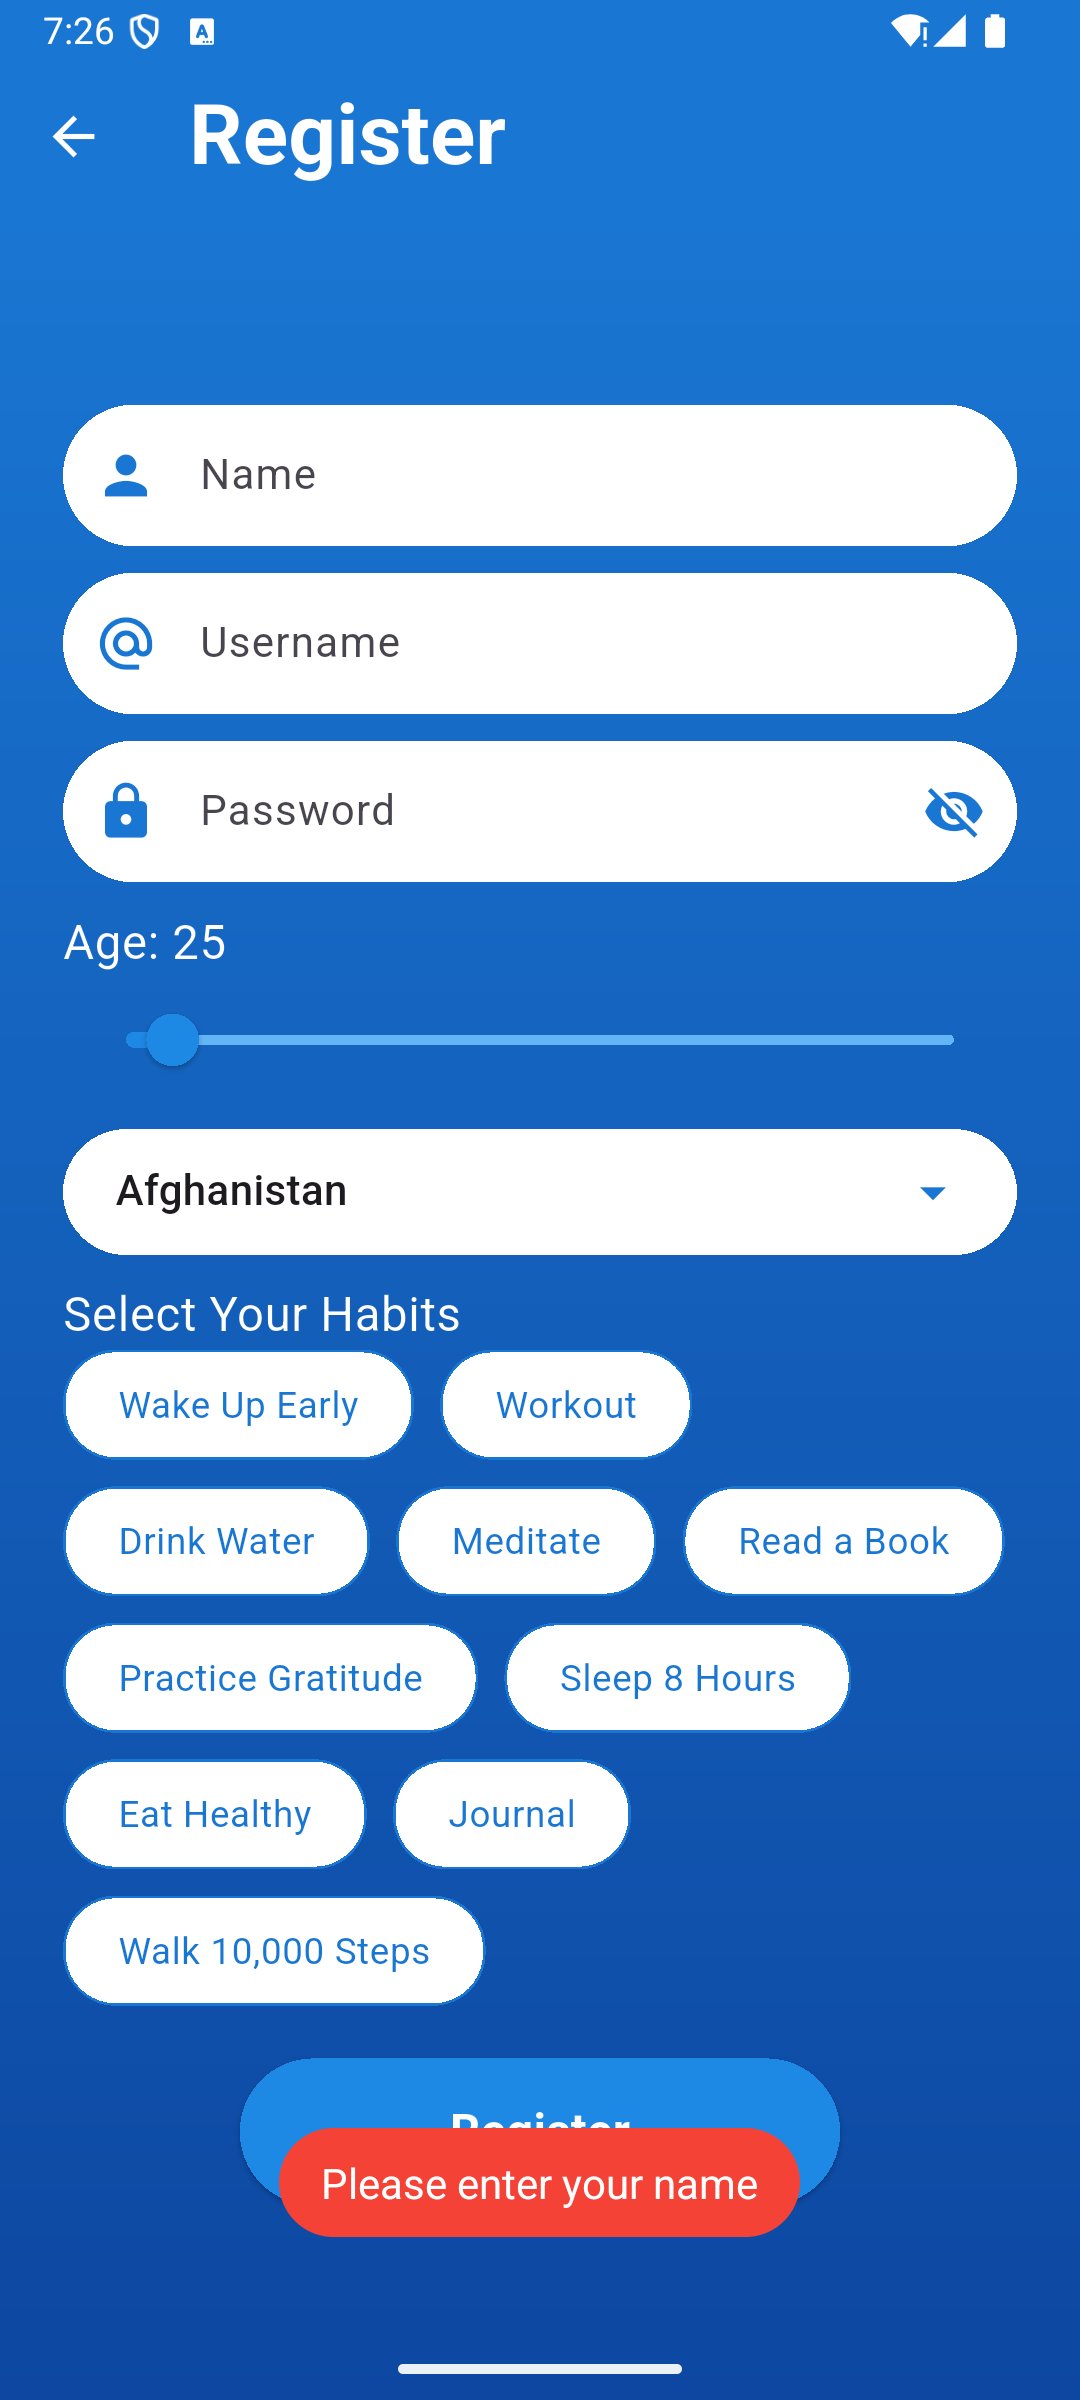 7:26
Register
Name
Username
Password
Age: 25
Afghanistan
Select Your Habits
Wake Up Early Workout
Drink Water Meditate Read a Book
Practice Gratitude Sleep 8 Hours
Eat Healthy Journal
Walk 10,000 Steps
Register
Please enter your name